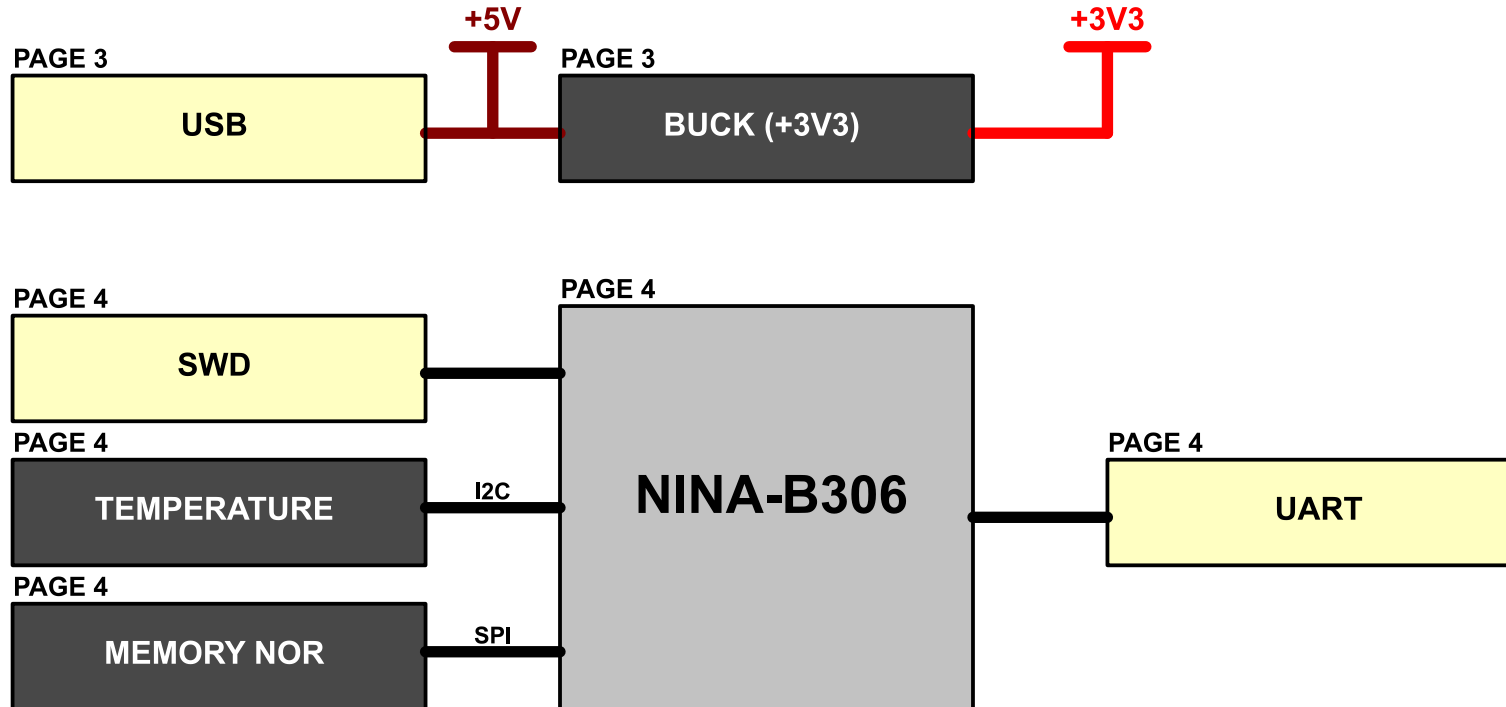 +5V
+3V3
PAGE 3
PAGE 3
USB
BUCK (+3V3)
PAGE 4
PAGE 4
SWD
PAGE 4
PAGE 4
TEMPERATURE
I2C
NINA-B306
UART
PAGE 4
MEMORY NOR
SPI